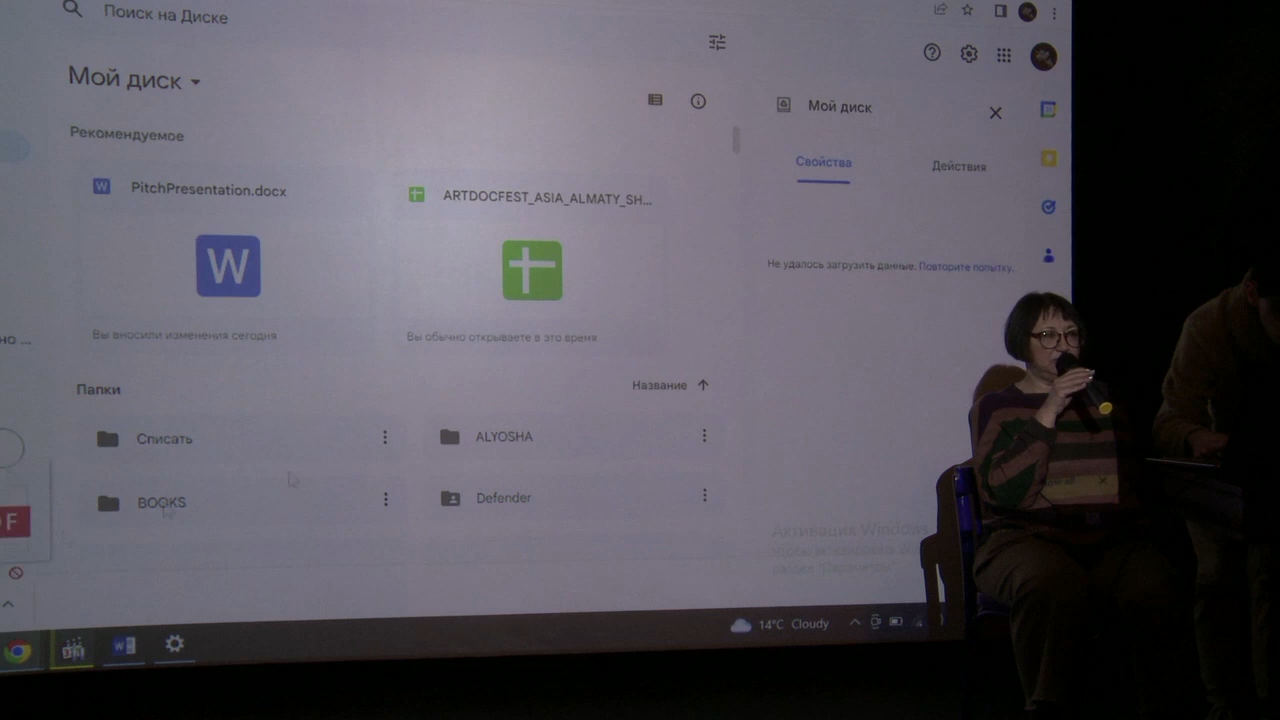 Поиск на Диске
Мой диск
Мой диск
Рекомендуемое
Свойства
Действия
W PitchPresentation.docx
ARTDOCFEST_ASIA_ALMATY_SH...
W
Не удалось загрузить данные. Повторите попытку.
Вы вносили изменения сегодня
Вы обычно открываете в это время
но ...
Папки
Название
Списать
ALYOSHA
BOOKS
Defender
F
Активация Windows
14°C Cloudy
W